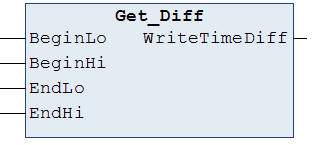 Get_Diff
BeginLo WriteTimeDiff
BeginHi
EndLo
EndHi